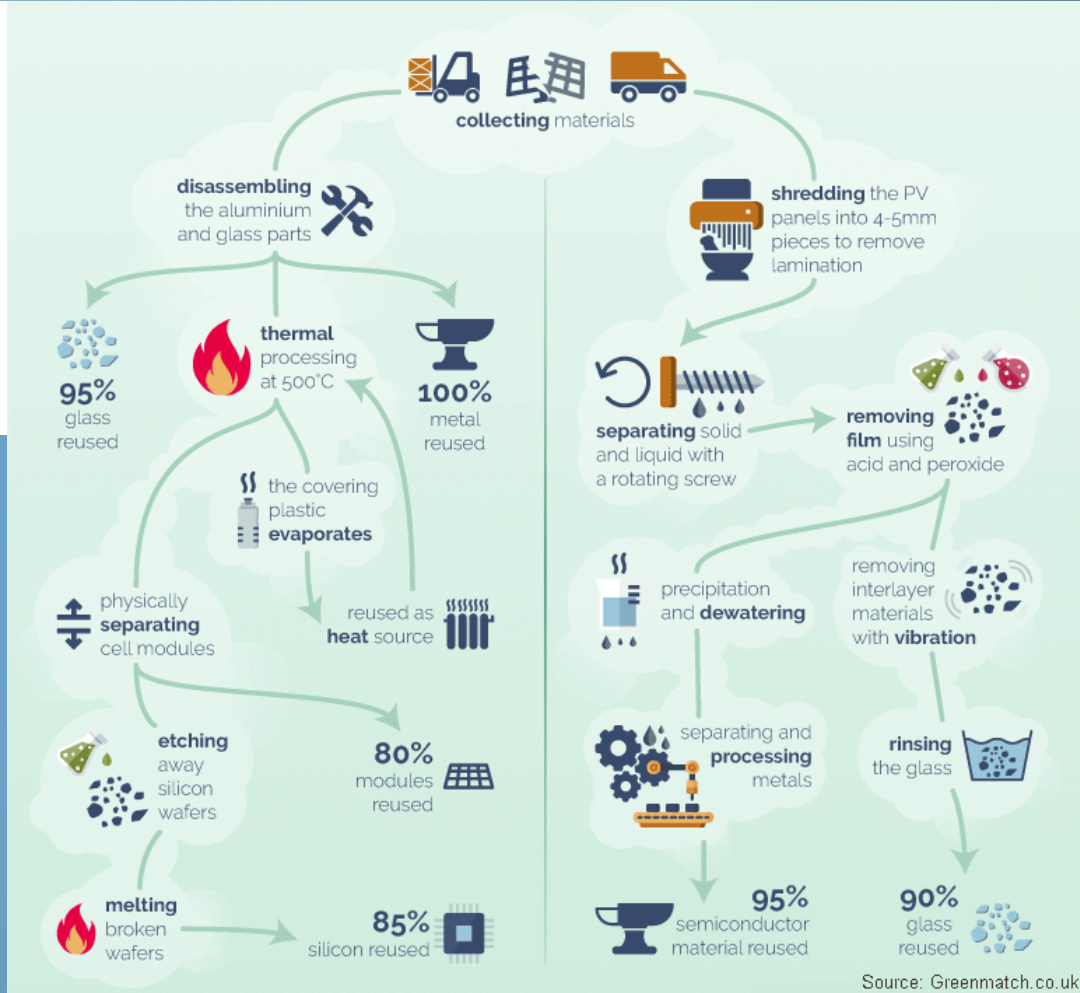 collecting materials
disassembling
the aluminium
and glass parts
95%
glass
reused
thermal
processing
at 500°C
100%
metal
reused
the covering
plastic
evaporates
reused as
heat source
physically
separating
cell modules
80%
modules
reused
etching
away
silicon
wafers
melting
broken
wafers
85%
silicon reused
shredding the PV
panels into 4-5mm
pieces to remove
lamination
separating solid
and liquid with
a rotating screw
removing
film using
acid and peroxide
precipitation
and dewatering
separating and
processing
metals
95%
semiconductor
material reused
removing
interlayer
materials
with vibration
rinsing
the glass
90%
glass
reused
Source: Greenmatch.co.uk